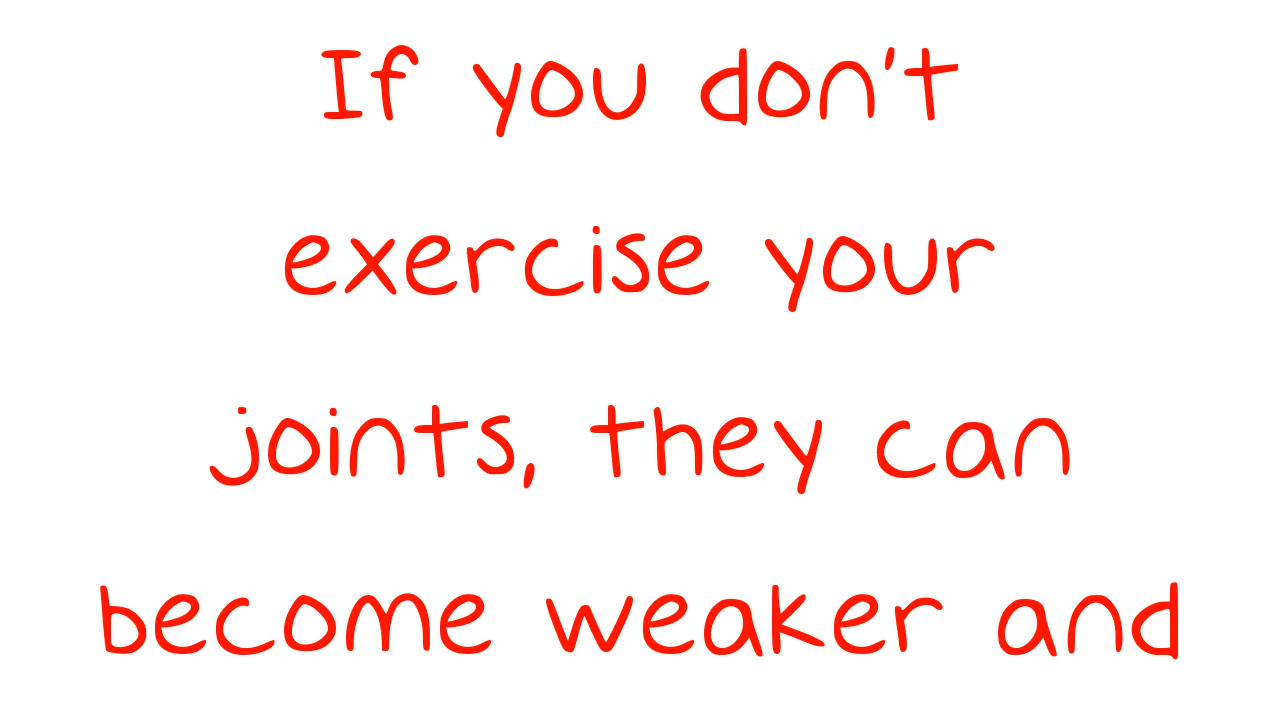 If you don't
exercise your
joints, they can
become weaker and